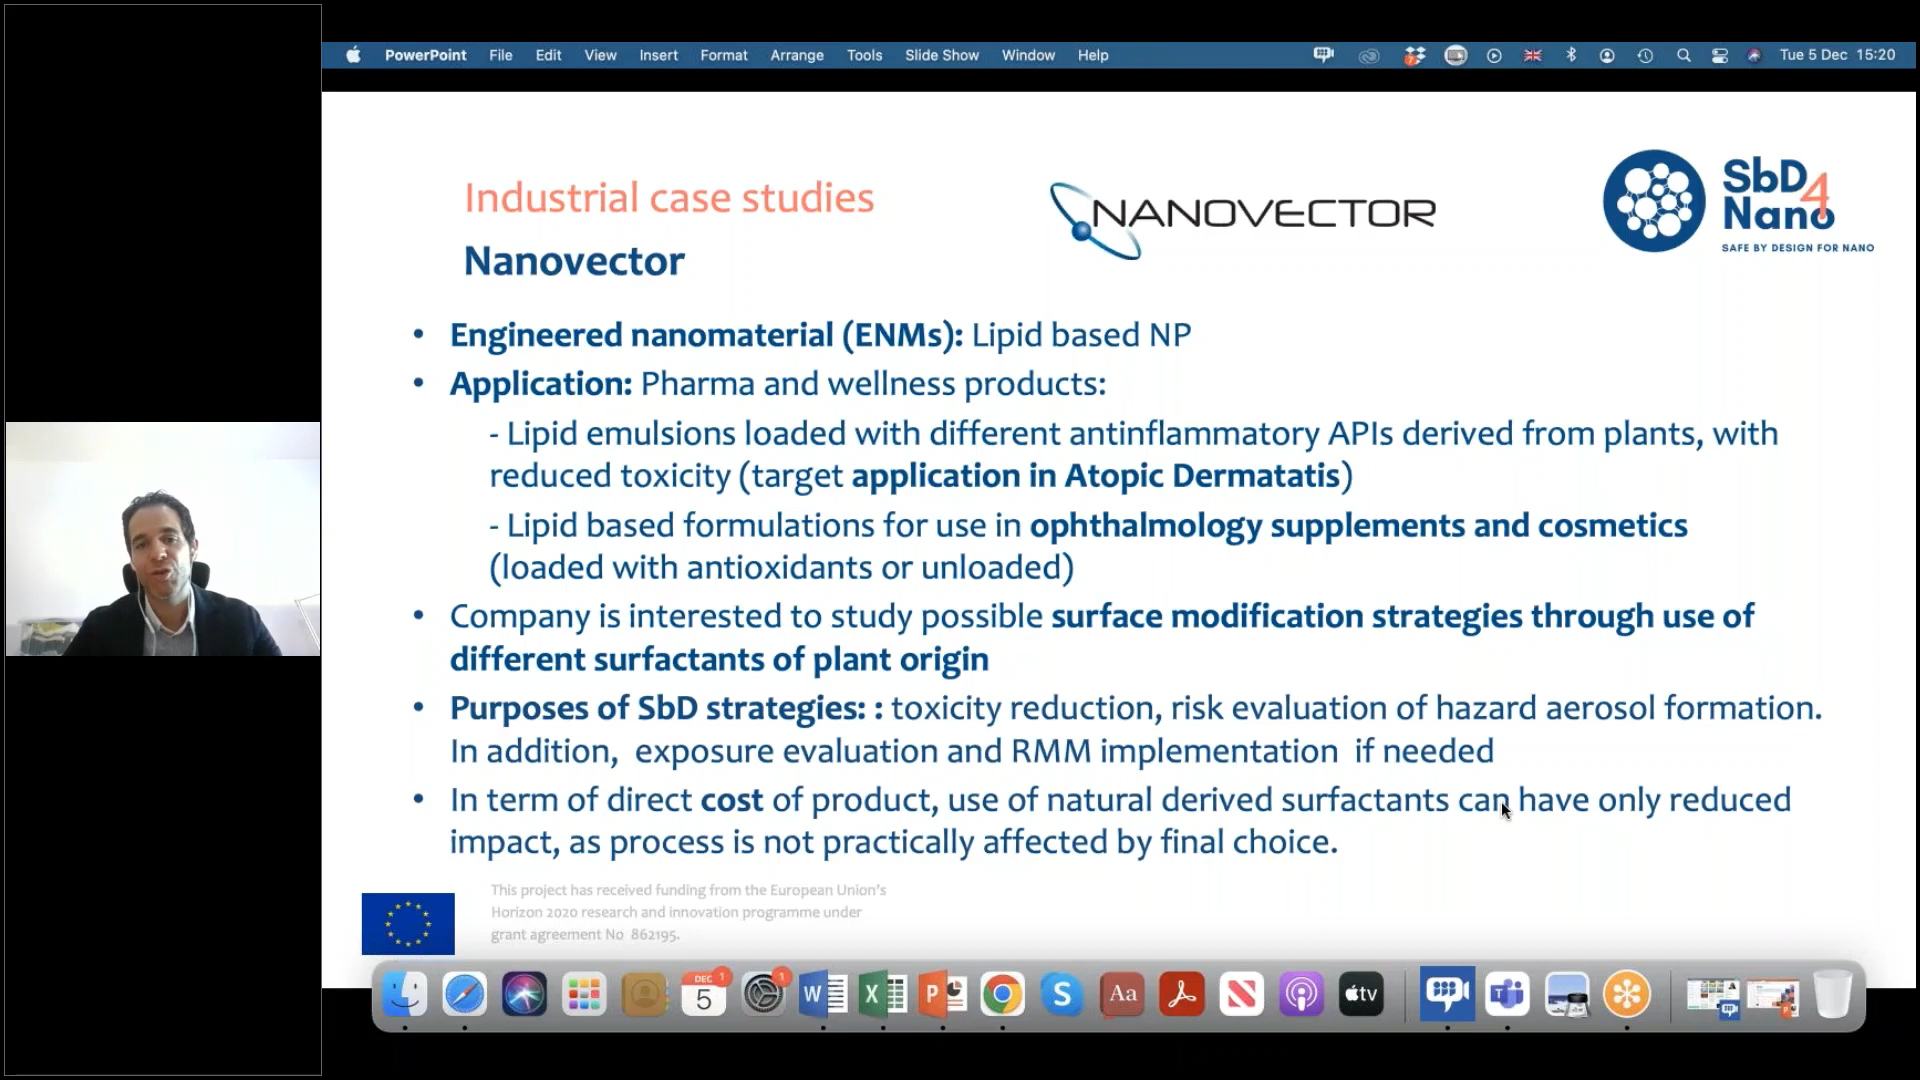 PowerPoint File Edit View Insert Format Arrange Tools Slide Show Window Help Tue 5 Dec 15:20
Industrial case studies
NANOVECTOR
SbD4
Nano
SAFE BY DESIGN FOR NANO
Nanovector
• Engineered nanomaterial (ENMs): Lipid based NP
• Application: Pharma and wellness products:
- Lipid emulsions loaded with different antinflammatory APIs derived from plants, with
reduced toxicity (target application in Atopic Dermatatis)
- Lipid based formulations for use in ophthalmology supplements and cosmetics
(loaded with antioxidants or unloaded)
• Company is interested to study possible surface modification strategies through use of
different surfactants of plant origin
• Purposes of SbD strategies: : toxicity reduction, risk evaluation of hazard aerosol formation.
In addition, exposure evaluation and RMM implementation if needed
• In term of direct cost of product, use of natural derived surfactants can have only reduced
impact, as process is not practically affected by final choice.
This project has received funding from the European Union's
Horizon 2020 research and innovation programme under
grant agreement No 862195.
DEC 1
5
1
W
X
P
S
Aa
N
tv
T